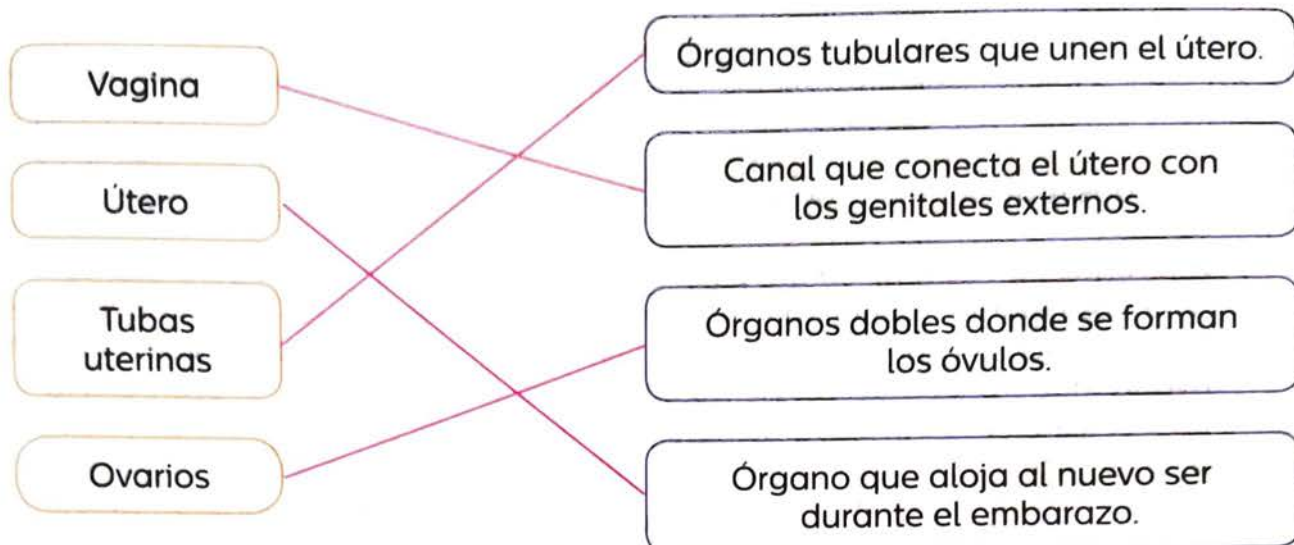 Vagina
Útero
Tubas
uterinas
Ovarios
Órganos tubulares que unen el útero.
Canal que conecta el útero con
los genitales externos.
Órganos dobles donde se forman
los óvulos.
Órgano que aloja al nuevo ser
durante el embarazo.